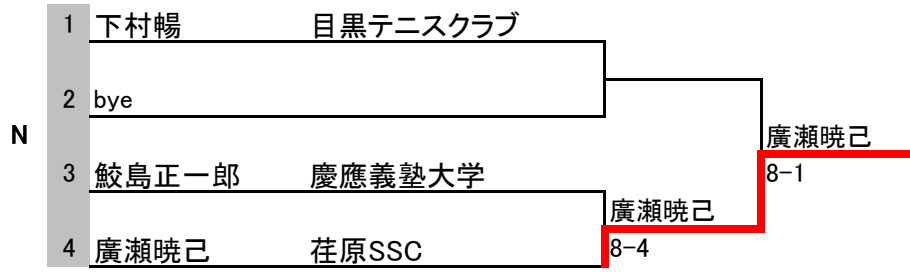 1 下村暢 目黒テニスクラブ
2 bye
N
廣瀬暁己
3 鮫島正一郎 慶應義塾大学
8-1
廣瀬暁己
4 廣瀬暁己 荏原SSC
8-4